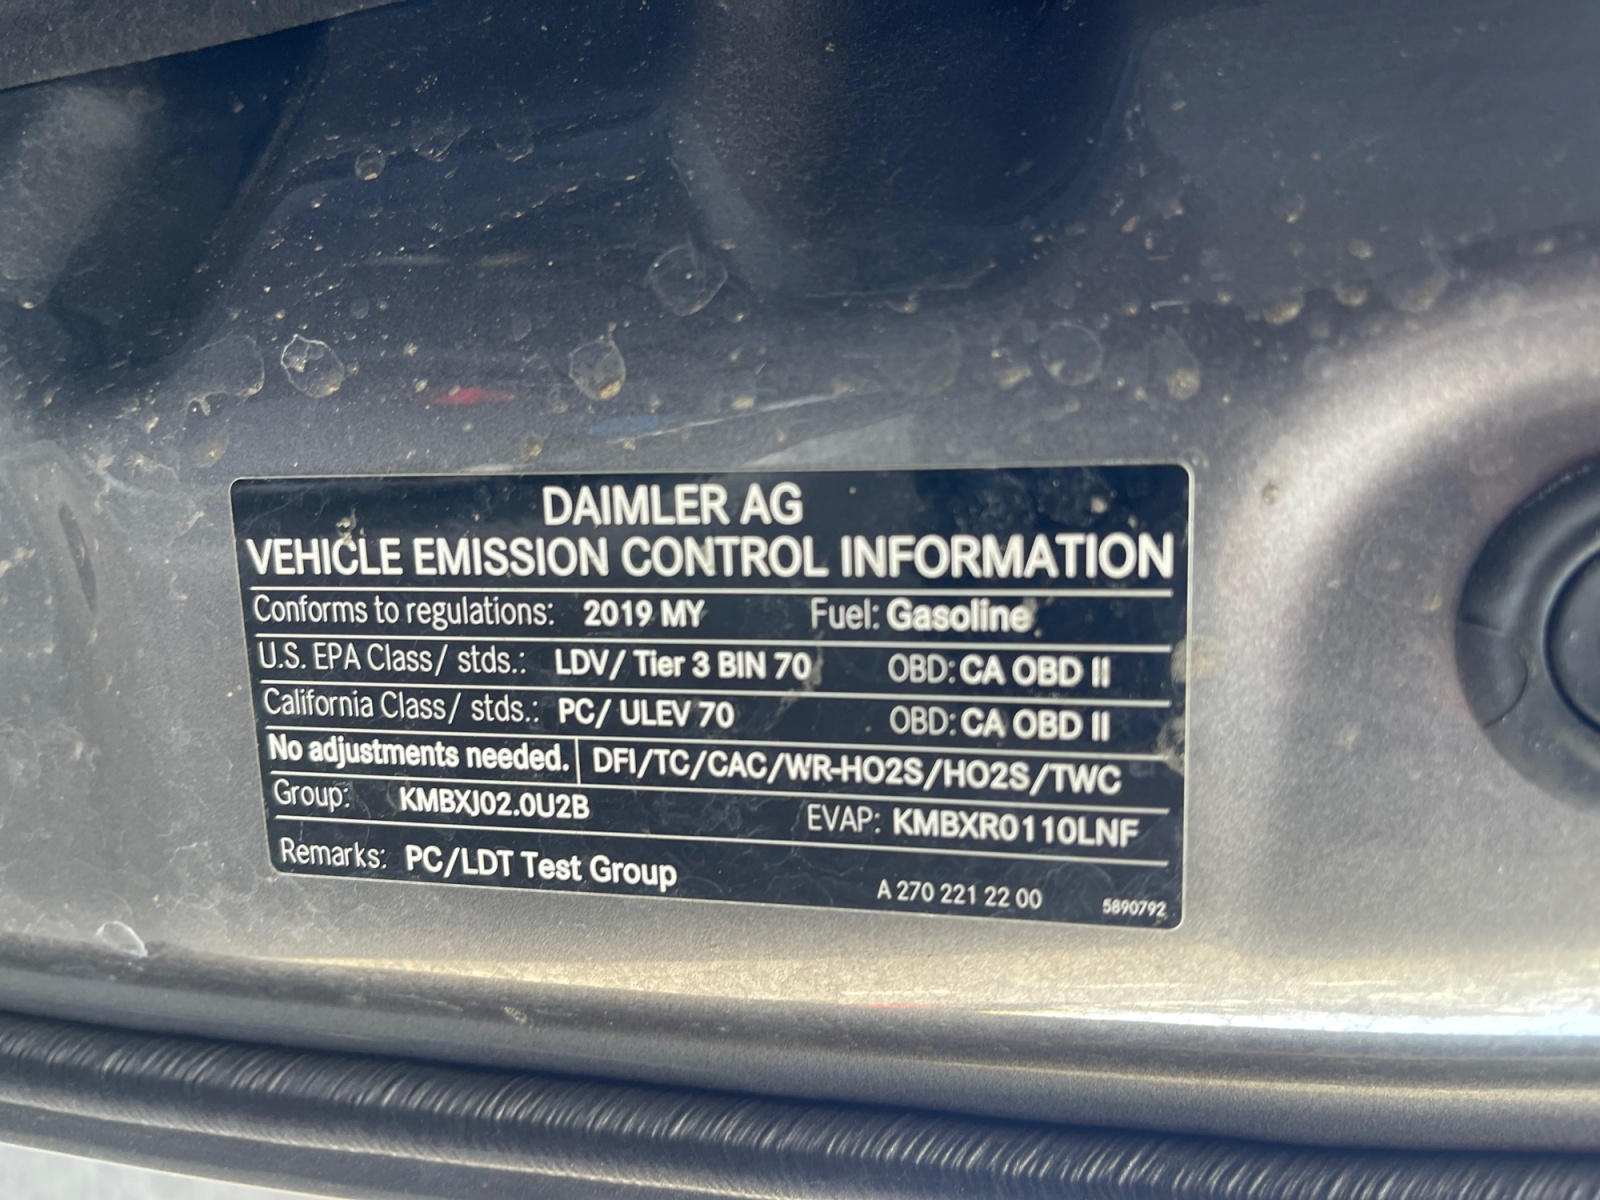 DAIMLER AG
VEHICLE EMISSION CONTROL INFORMATION
Conforms to regulations: 2019 MY Fuel: Gasoline
U.S. EPA Class/ stds.: LDV/ Tier 3 BIN 70 OBD: CA OBD II
California Class/ stds.: PC/ ULEV 70 OBD: CA OBD II
No adjustments needed. DFI/TC/CAC/WR-HO2S/HO2S/TWC
Group: KMBXJ02.0U2B EVAP: KMBXR0110LNF
Remarks: PC/LDT Test Group
A 270 221 22 00 5890792